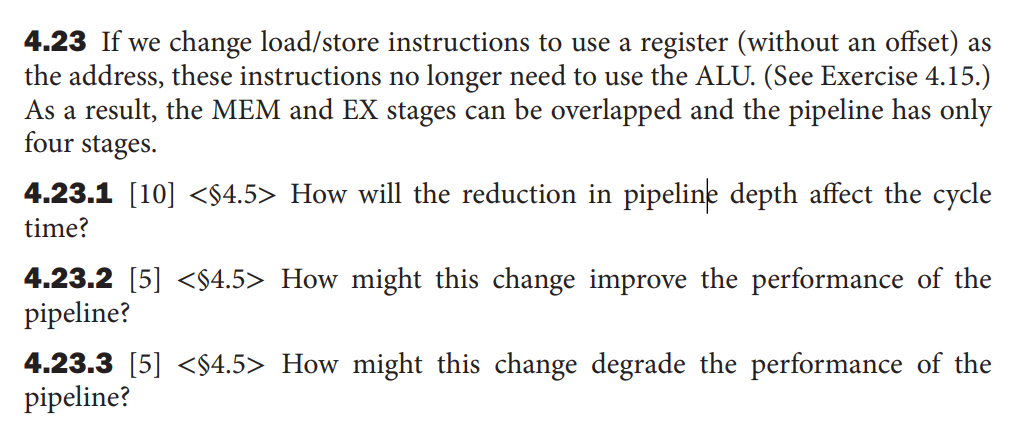 4.23 If we change load/store instructions to use a register (without an offset) as
the address, these instructions no longer need to use the ALU. (See Exercise 4.15.)
As a result, the MEM and EX stages can be overlapped and the pipeline has only
four stages.
4.23.1 [10] <§4.5> How will the reduction in pipeline depth affect the cycle
time?
4.23.2 [5] <§4.5> How might this change improve the performance of the
pipeline?
4.23.3 [5] <§4.5> How might this change degrade the performance of the
pipeline?